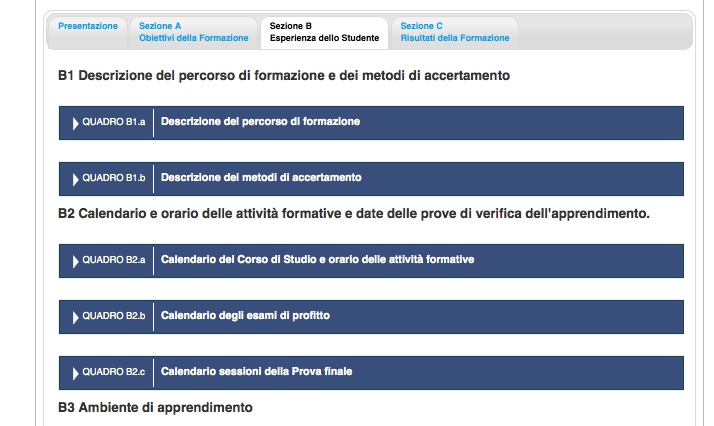 Presentazione
Sezione A
Obiettivi della Formazione
Sezione B
Esperienza dello Studente
Sezione C
Risultati della Formazione
B1 Descrizione del percorso di formazione e dei metodi di accertamento
QUADRO B1.a Descrizione del percorso di formazione
QUADRO B1.b Descrizione dei metodi di accertamento
B2 Calendario e orario delle attività formative e date delle prove di verifica dell'apprendimento.
QUADRO B2.a Calendario del Corso di Studio e orario delle attività formative
QUADRO B2.b Calendario degli esami di profitto
QUADRO B2.c Calendario sessioni della Prova finale
B3 Ambiente di apprendimento